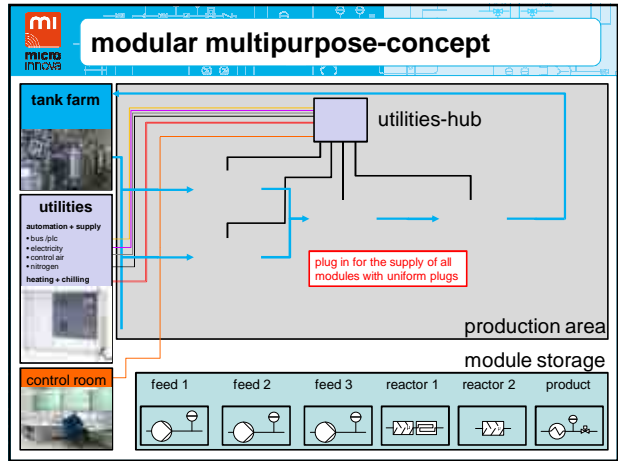 mi
micro
innova
modular multipurpose-concept
tank farm
utilities-hub
utilities
automation + supply
• bus /plc
• electricity
• control air
• nitrogen
heating + chilling
plug in for the supply of all
modules with uniform plugs
production area
module storage
control room
feed 1
feed 2
feed 3
reactor 1
reactor 2
product